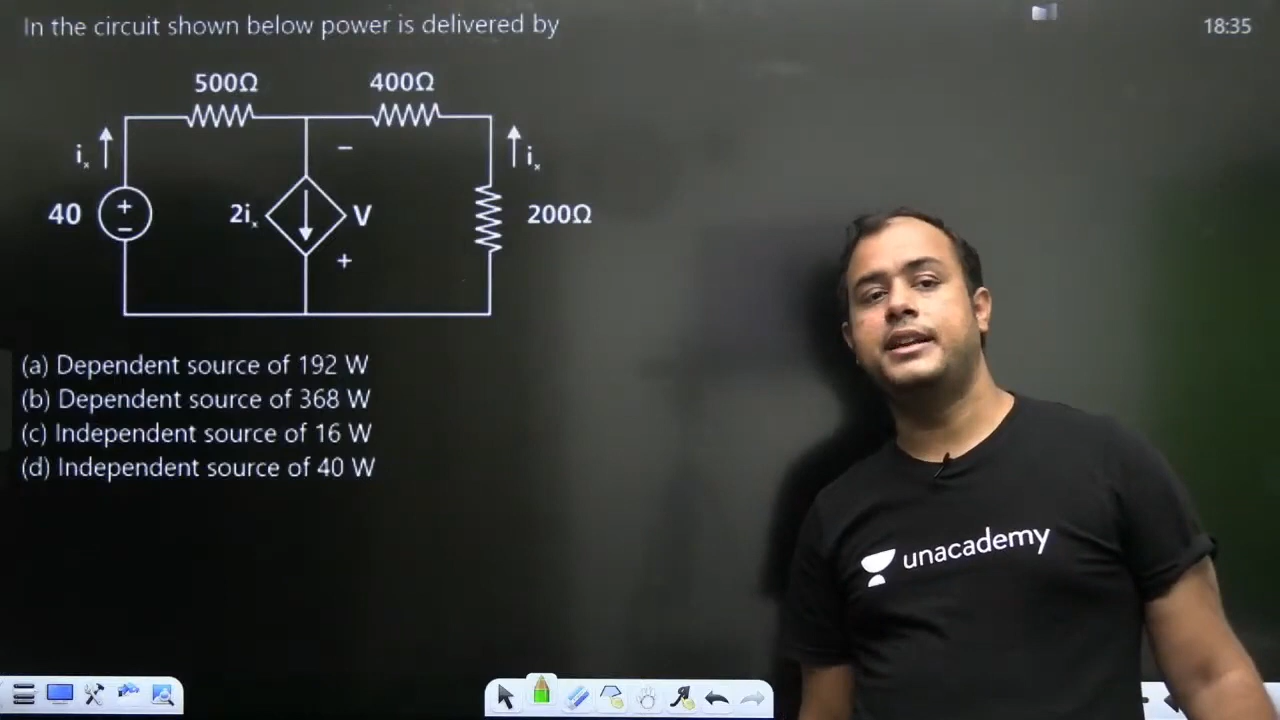 In the circuit shown below power is delivered by
18:35
500Ω
400Ω
iₓ
iₓ
+
−
−
40
2iₓ
V
200Ω
+
(a) Dependent source of 192 W
(b) Dependent source of 368 W
(c) Independent source of 16 W
(d) Independent source of 40 W
unacademy